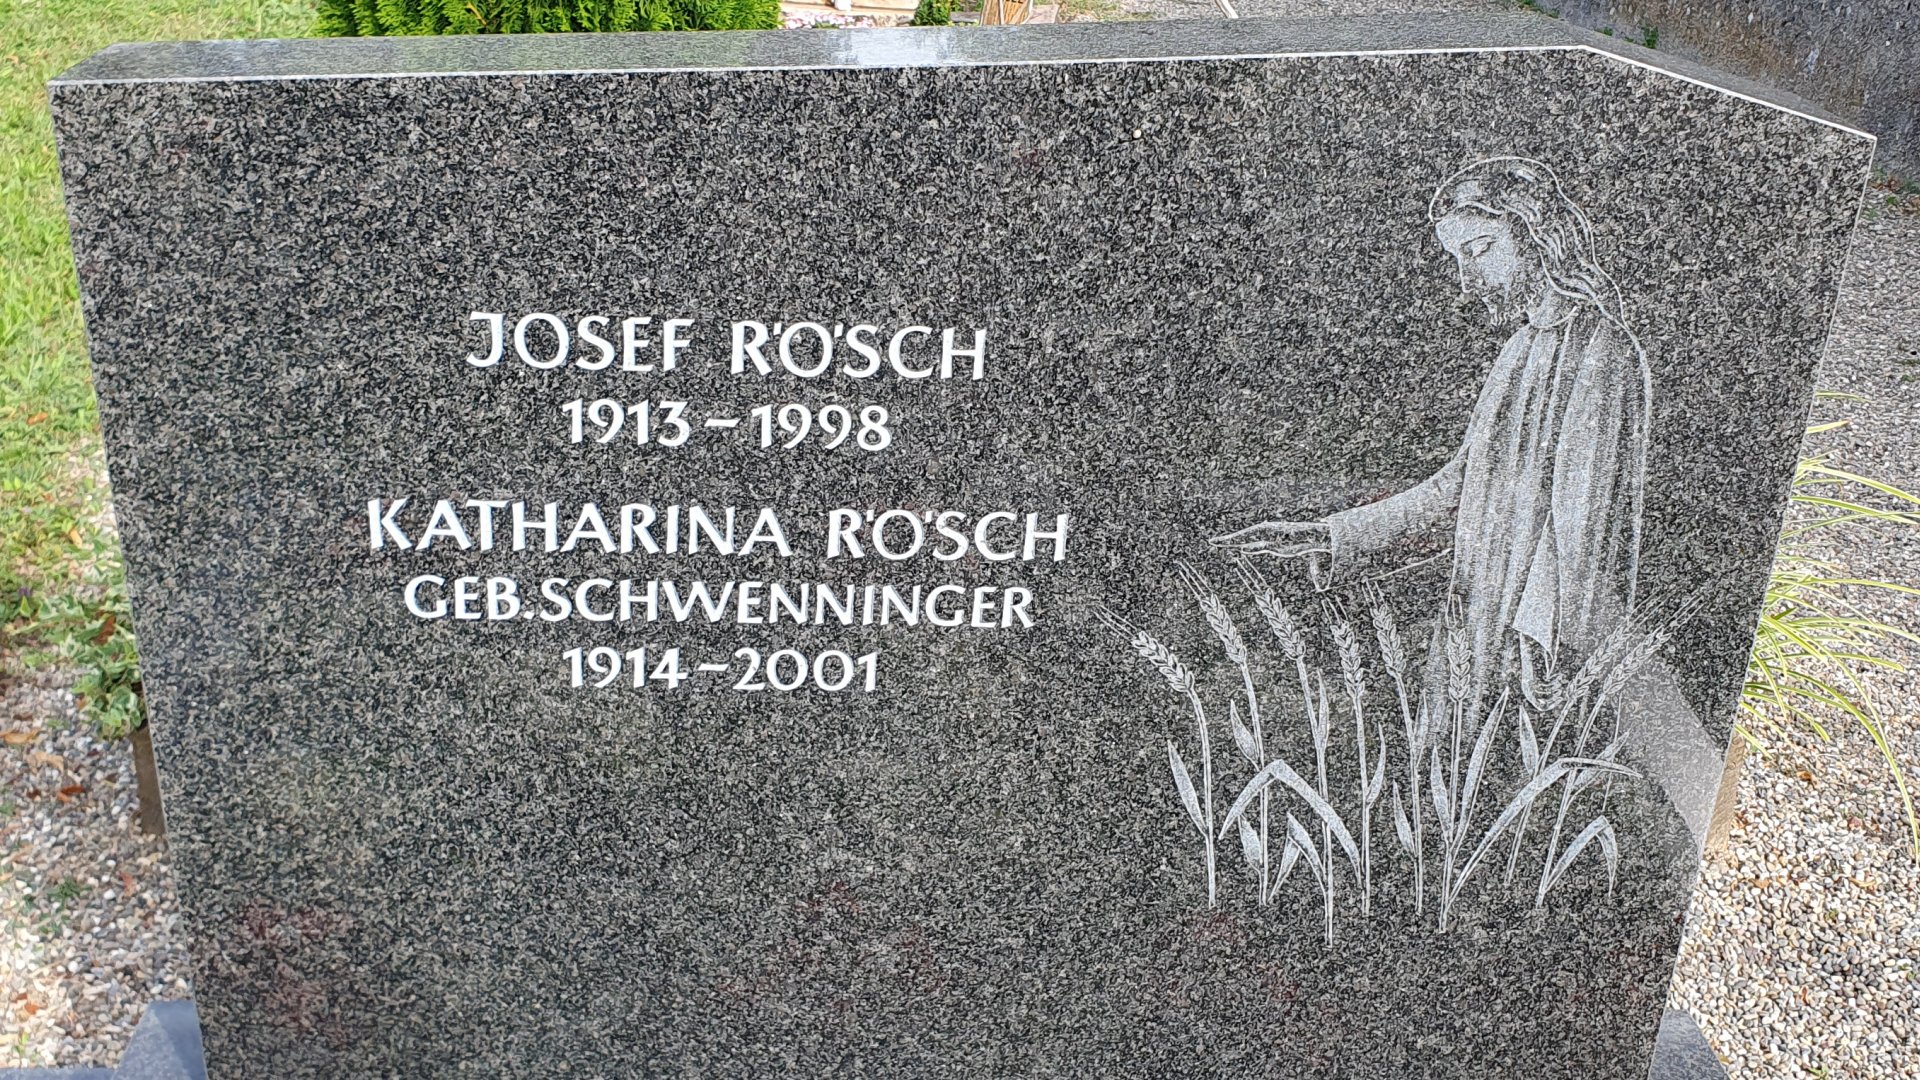 JOSEF RÖSCH
1913-1998
KATHARINA RÖSCH
GEB.SCHWENNINGER
1914-2001